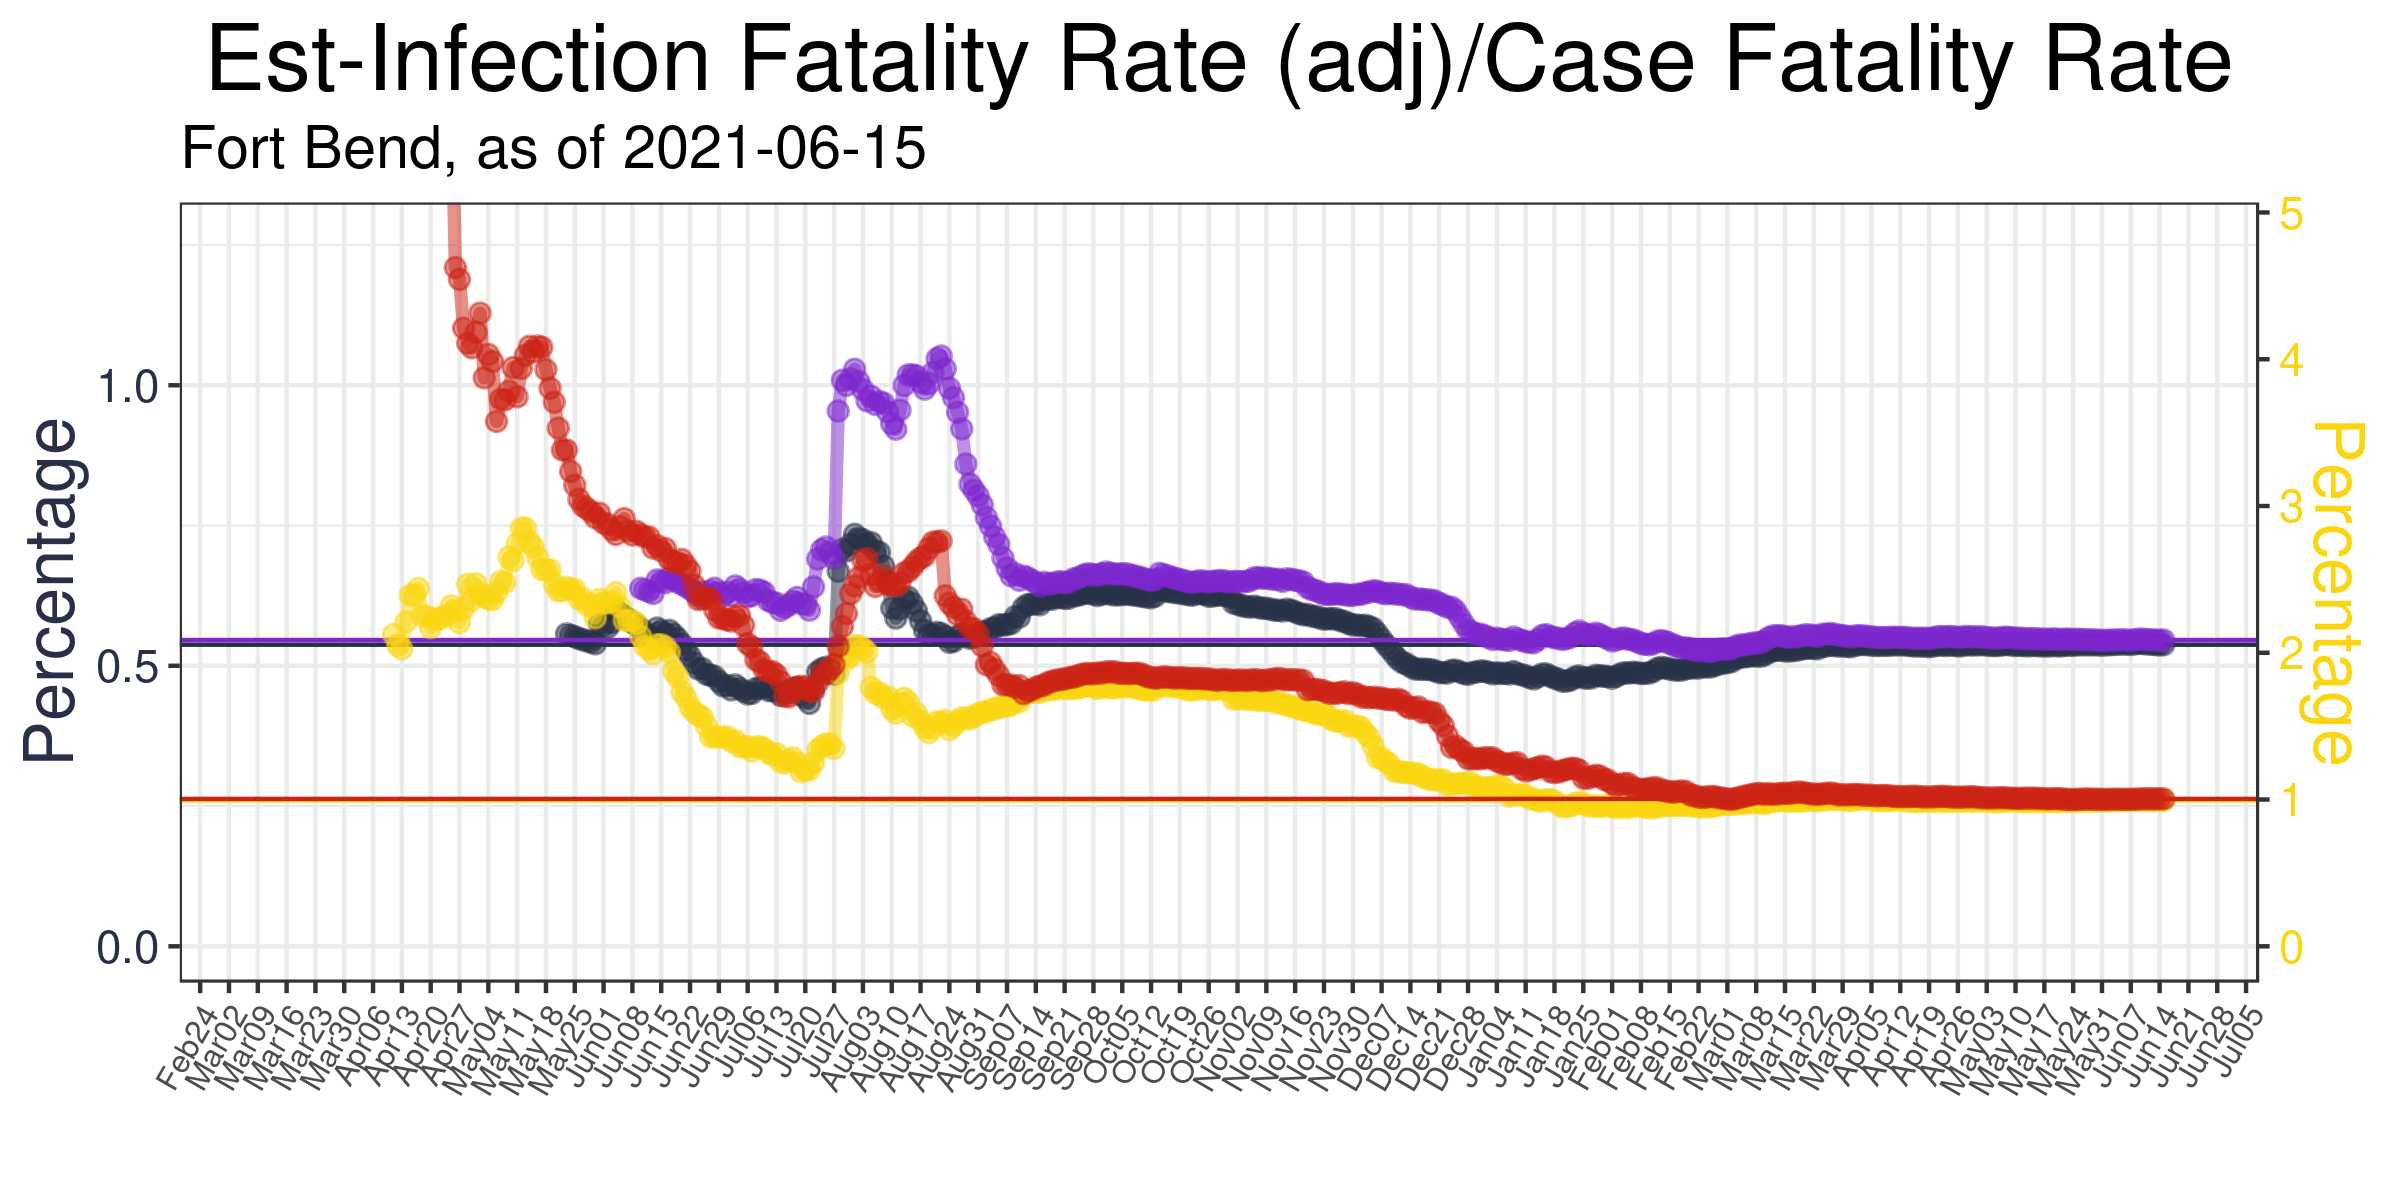 Est-Infection Fatality Rate (adj)/Case Fatality Rate
Fort Bend, as of 2021-06-15
Percentage
1.0
0.5
0.0
5
4
3
2
1
0
Percentage
Feb24
Mar02
Mar09
Mar16
Mar23
Mar30
Apr06
Apr13
Apr20
Apr27
May04
May11
May18
May25
Jun01
Jun08
Jun15
Jun22
Jun29
Jul06
Jul13
Jul20
Jul27
Aug03
Aug10
Aug17
Aug24
Aug31
Sep07
Sep14
Sep21
Sep28
Oct05
Oct12
Oct19
Oct26
Nov02
Nov09
Nov16
Nov23
Nov30
Dec07
Dec14
Dec21
Dec28
Jan04
Jan11
Jan18
Jan25
Feb01
Feb08
Feb15
Feb22
Mar01
Mar08
Mar15
Mar22
Mar29
Apr05
Apr12
Apr19
Apr26
May03
May10
May17
May24
May31
Jun07
Jun14
Jun21
Jun28
Jul05